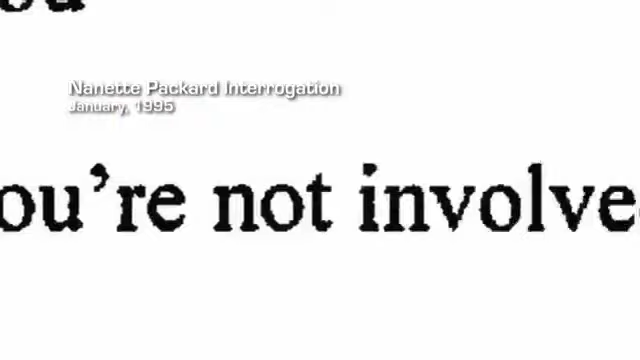 Nanette Packard Interrogation
January, 1995
ou're not involve